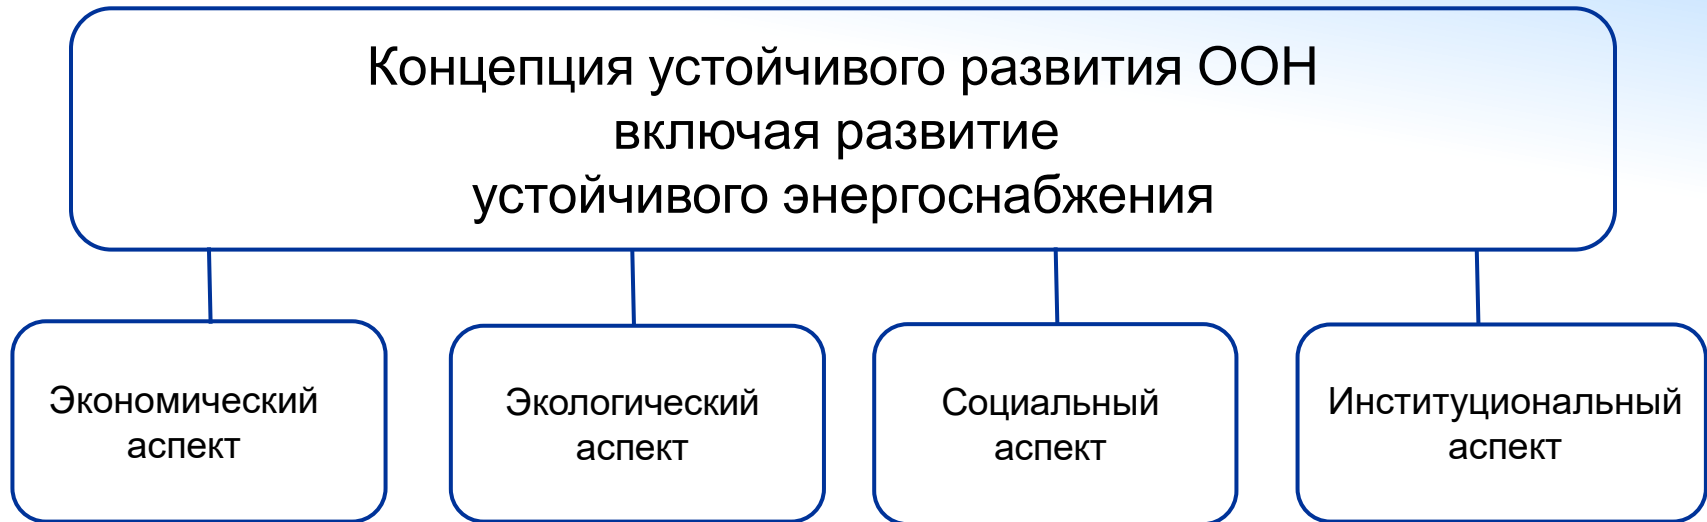 Концепция устойчивого развития ООН
включая развитие
устойчивого энергоснабжения
Экономический
аспект
Экологический
аспект
Социальный
аспект
Институциональный
аспект